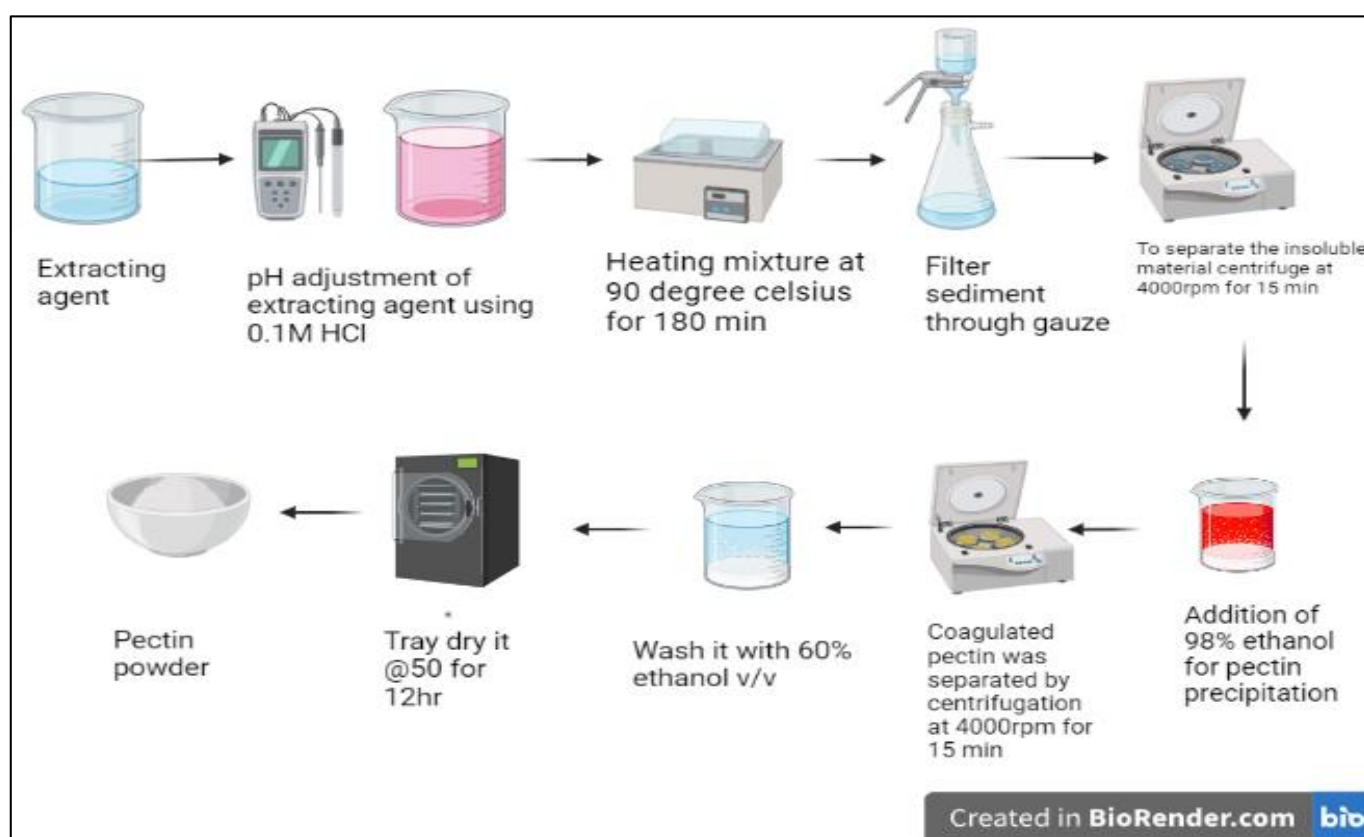 Extracting
agent
pH adjustment of
extracting agent using
0.1M HCl
Heating mixture at
90 degree celsius
for 180 min
Filter
sediment
through gauze
To separate the insoluble
material centrifuge at
4000rpm for 15 min
Addition of
98% ethanol
for pectin
precipitation
Coagulated
pectin was
separated by
centrifugation
at 4000rpm for
15 min
Wash it with 60%
ethanol v/v
Tray dry it
@50 for
12hr
Pectin
powder
Created in BioRender.com bio